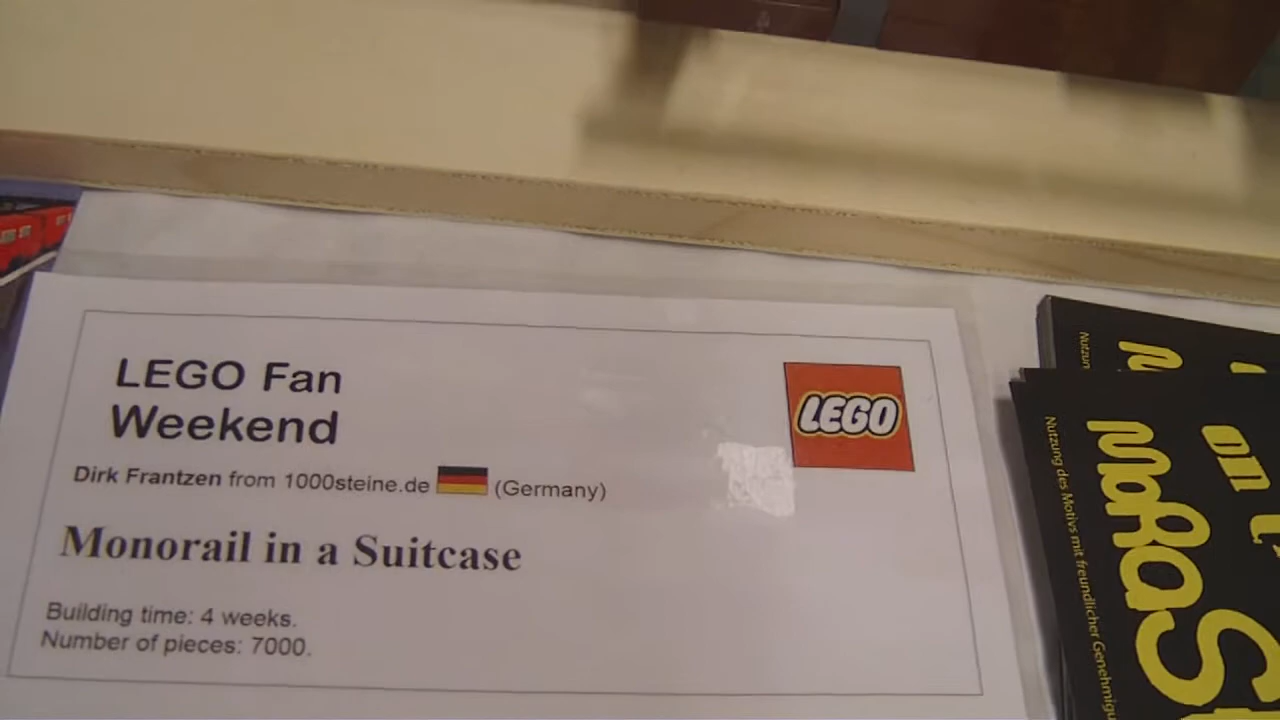 LEGO Fan
Weekend
LEGO
Dirk Frantzen from 1000steine.de (Germany)
Monorail in a Suitcase
Building time: 4 weeks.
Number of pieces: 7000.
Nutzung des Motivs mit freundlicher